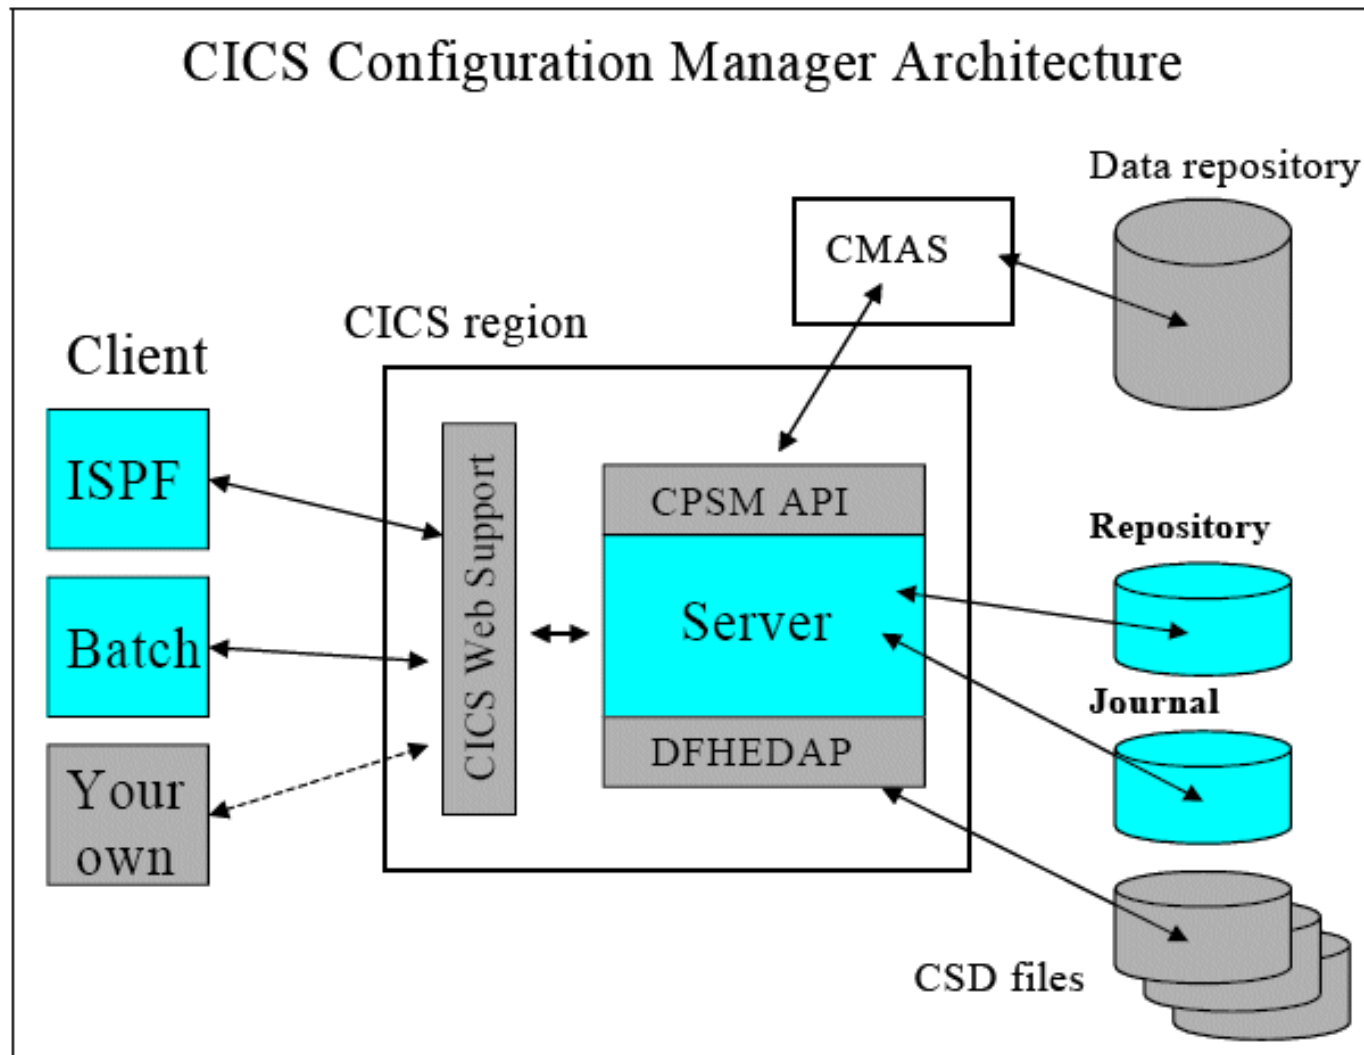 CICS Configuration Manager Architecture
Data repository
CMAS
CICS region
Client
ISPF
CICS Web Support
CPSM API
Repository
Batch
Server
Journal
Your
own
DFHEDAP
CSD files